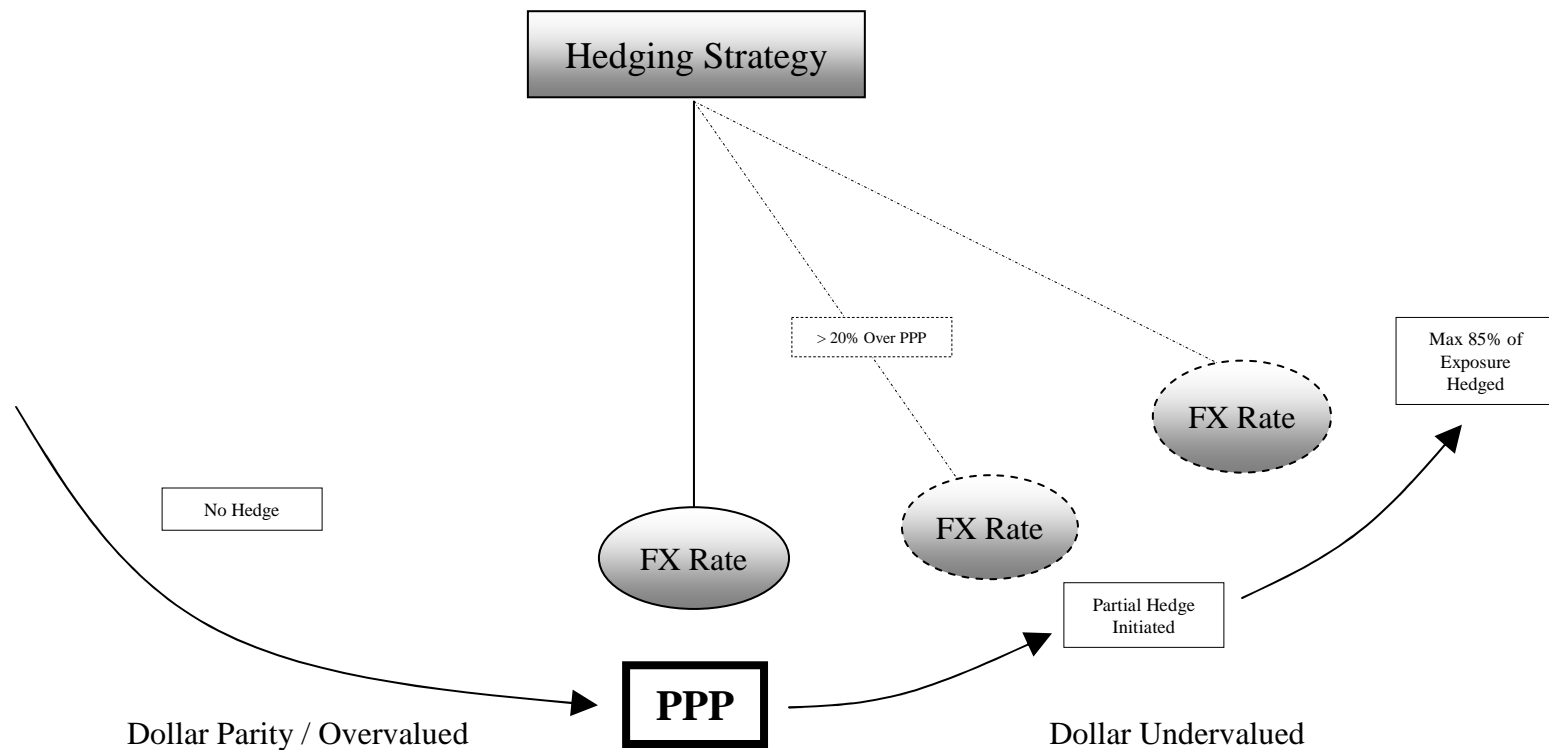 Hedging Strategy
> 20% Over PPP
Max 85% of
Exposure
Hedged
FX Rate
No Hedge
FX Rate
FX Rate
Partial Hedge
Initiated
PPP
Dollar Parity / Overvalued
Dollar Undervalued